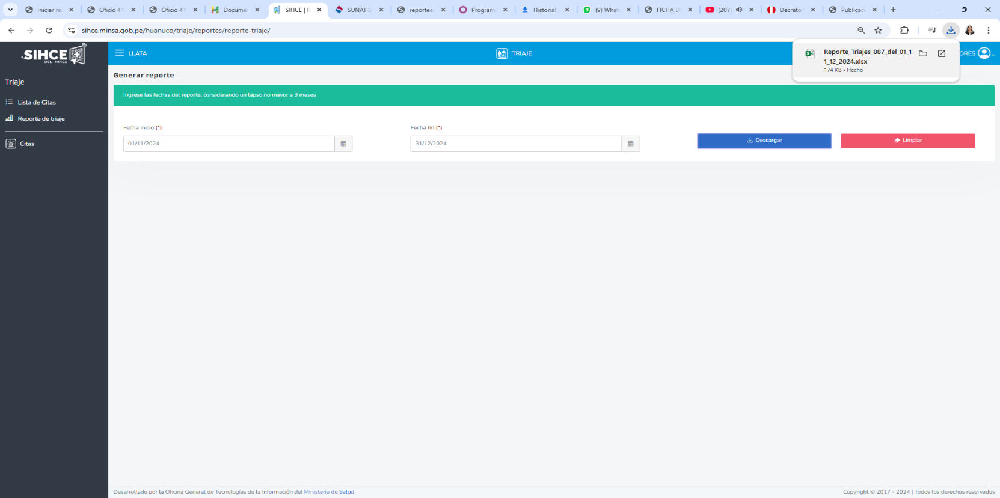 Iniciar re
Oficio 41
Oficio 41
Documen
SIHCE | R
SUNAT S
reportee
Program
Historial
(9) What
FICHA D
(207)
Decreto
Publicaci
sihce.minsa.gob.pe/huanuco/triaje/reportes/reporte-triaje/
Reporte_Triajes_887_del_01_1
1_12_2024.xlsx
174 KB • Hecho
SIHCE
DEL MINSA
LLATA
TRIAJE
ORES
Triaje
Lista de Citas
Reporte de triaje
Citas
Generar reporte
Ingrese las fechas del reporte, considerando un lapso no mayor a 3 meses
Fecha inicio:(*)
Fecha fin:(*)
01/11/2024
31/12/2024
Descargar
Limpiar
Desarrollado por la Oficina General de Tecnologías de la Información del Ministerio de Salud
Copyright © 2017 - 2024 | Todos los derechos reservados